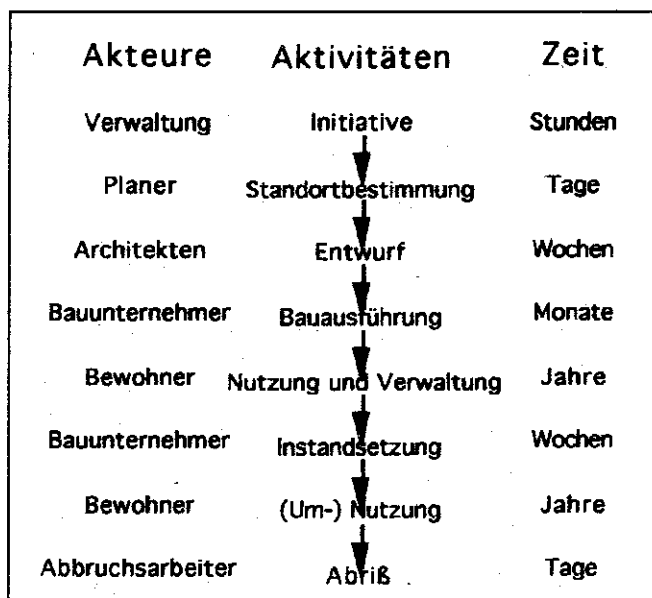 Akteure Aktivitäten Zeit
Verwaltung Initiative Stunden
Planer Standortbestimmung Tage
Architekten Entwurf Wochen
Bauunternehmer Bauausführung Monate
Bewohner Nutzung und Verwaltung Jahre
Bauunternehmer Instandsetzung Wochen
Bewohner (Um-) Nutzung Jahre
Abbruchsarbeiter Abriß Tage